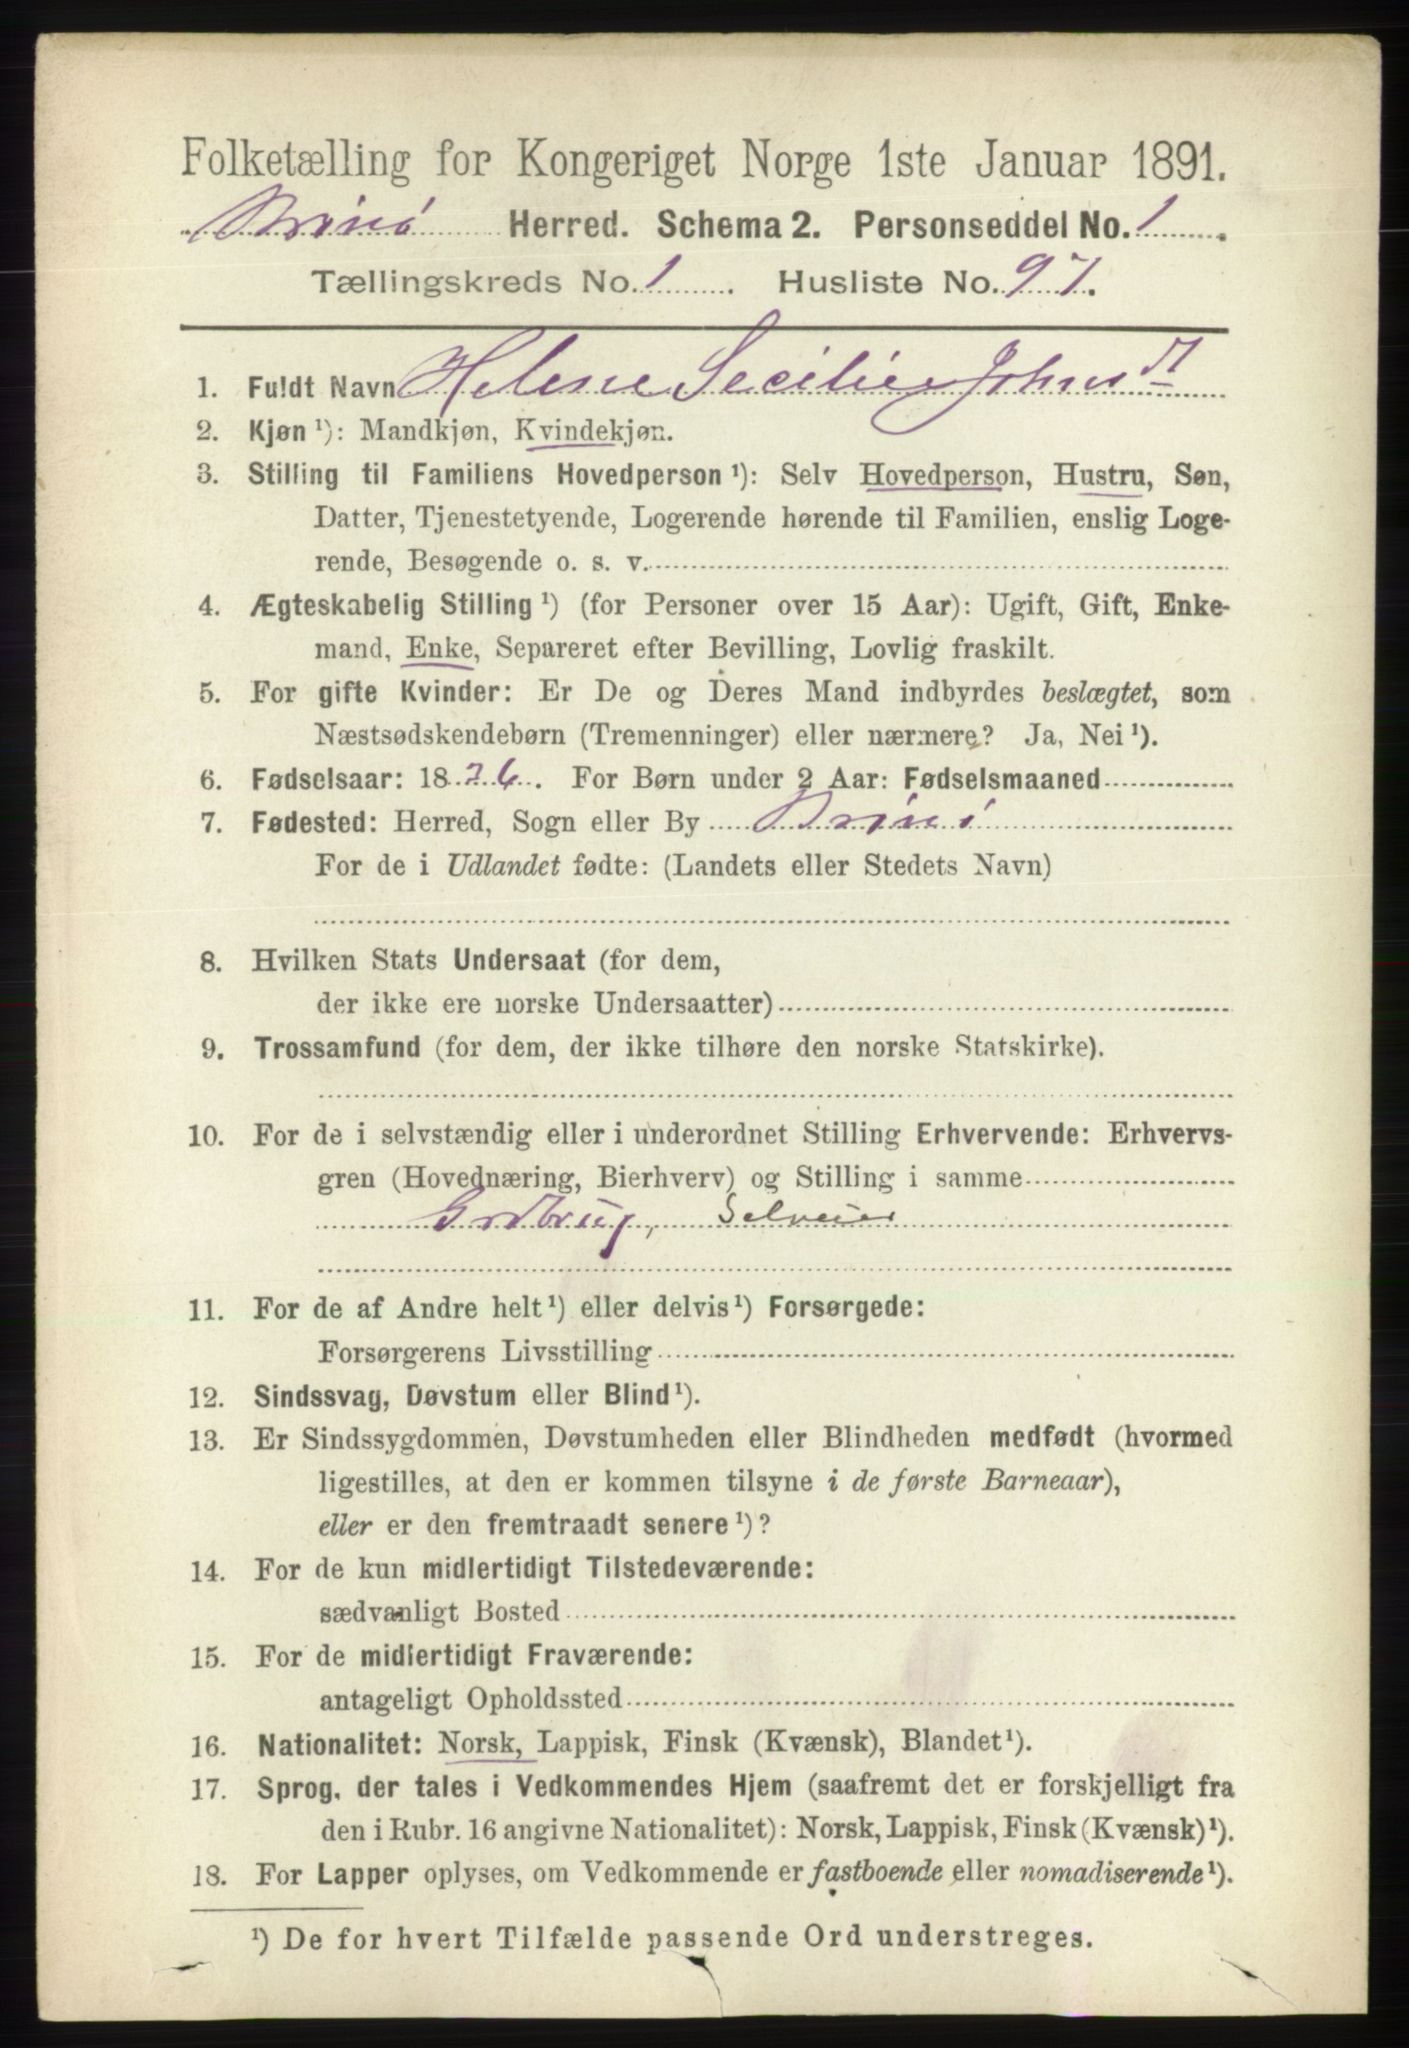 Folketælling for Kongeriget Norge 1ste Januar 1891.
Brønø Herred. Schema 2. Personseddel No. 1.
Tællingskreds No. 1. Husliste No. 97.
1. Fuldt Navn Helene Secilie Johns dt
2. Kjøn ¹): Mandkjøn, Kvindekjøn.
3. Stilling til Familiens Hovedperson ¹): Selv Hovedperson, Hustru, Søn,
Datter, Tjenestetyende, Logerende hørende til Familien, enslig Loge-
rende, Besøgende o. s. v.
4. Ægteskabelig Stilling ¹) (for Personer over 15 Aar): Ugift, Gift, Enke-
mand, Enke, Separeret efter Bevilling, Lovlig fraskilt.
5. For gifte Kvinder: Er De og Deres Mand indbyrdes beslægtet, som
Næstsødskendebørn (Tremenninger) eller nærmere? Ja, Nei ¹).
6. Fødselsaar: 1826. For Børn under 2 Aar: Fødselsmaaned
7. Fødested: Herred, Sogn eller By Brønø
For de i Udlandet fødte: (Landets eller Stedets Navn)
8. Hvilken Stats Undersaat (for dem,
der ikke ere norske Undersaatter)
9. Trossamfund (for dem, der ikke tilhøre den norske Statskirke).
10. For de i selvstændig eller i underordnet Stilling Erhvervende: Erhvervs-
gren (Hovednæring, Bierhverv) og Stilling i samme
Grdbrug, Selveier
11. For de af Andre helt ¹) eller delvis ¹) Forsørgede:
Forsørgerens Livsstilling
12. Sindssvag, Døvstum eller Blind ¹).
13. Er Sindssygdommen, Døvstumheden eller Blindheden medfødt (hvormed
ligestilles, at den er kommen tilsyne i de første Barneaar),
eller er den fremtraadt senere ¹)?
14. For de kun midlertidigt Tilstedeværende:
sædvanligt Bosted
15. For de midlertidigt Fraværende:
antageligt Opholdssted
16. Nationalitet: Norsk, Lappisk, Finsk (Kvænsk), Blandet ¹).
17. Sprog, der tales i Vedkommendes Hjem (saafremt det er forskjelligt fra
den i Rubr. 16 angivne Nationalitet): Norsk, Lappisk, Finsk (Kvænsk) ¹).
18. For Lapper oplyses, om Vedkommende er fastboende eller nomadiserende ¹).
¹) De for hvert Tilfælde passende Ord understreges.